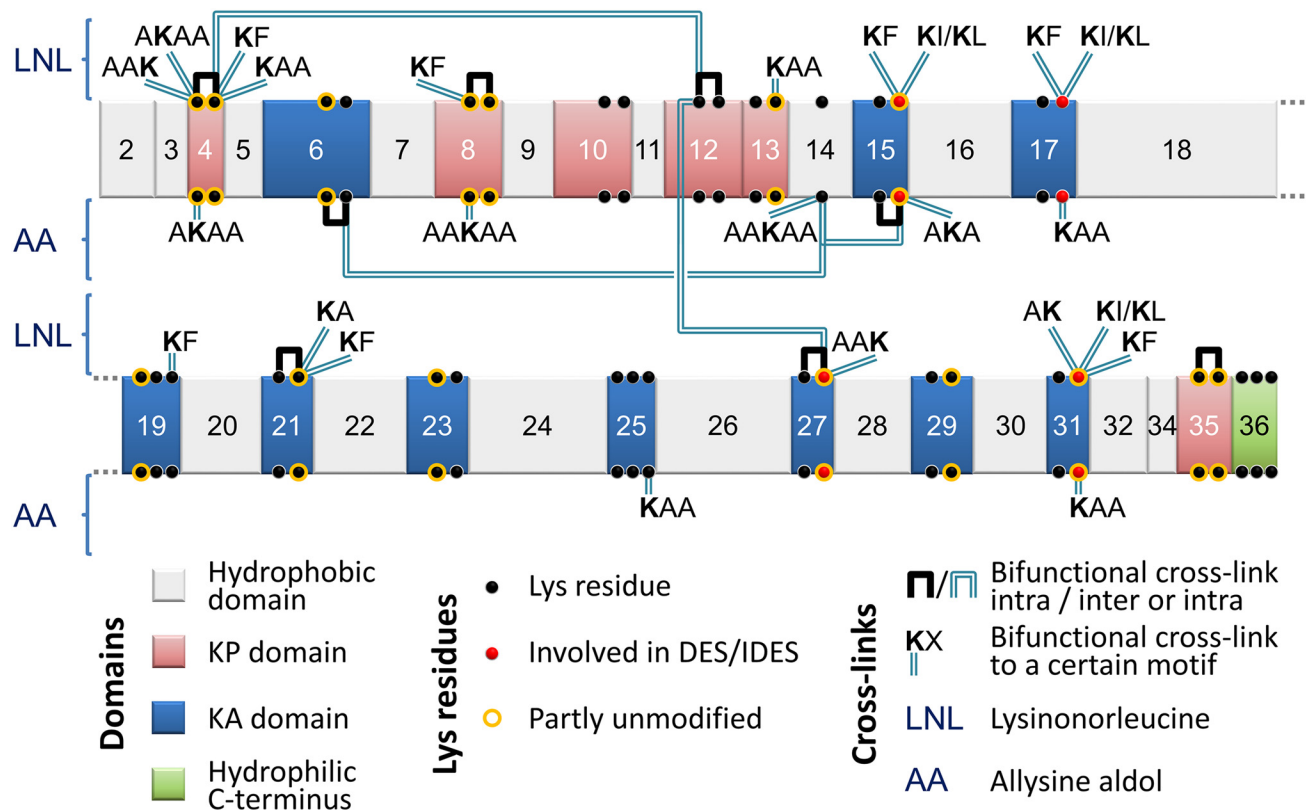 LNL
AKAA KF
AAK KAA
KF
KAA
KF KI/KL
KF KI/KL
2 3 4 5 6 7 8 9 10 11 12 13 14 15 16 17 18
AA
AKAA
AAKAA
AAKAA
AKA
KAA
LNL
KF
KA
KF
AAK
AK KI/KL
KF
19 20 21 22 23 24 25 26 27 28 29 30 31 32 34 35 36
AA
KAA
KAA
Domains
Hydrophobic
domain
KP domain
KA domain
Hydrophilic
C-terminus
Lys residues
Lys residue
Involved in DES/IDES
Partly unmodified
Cross-links
/
Bifunctional cross-link
intra / inter or intra
KX
Bifunctional cross-link
to a certain motif
LNL Lysinonorleucine
AA Allysine aldol